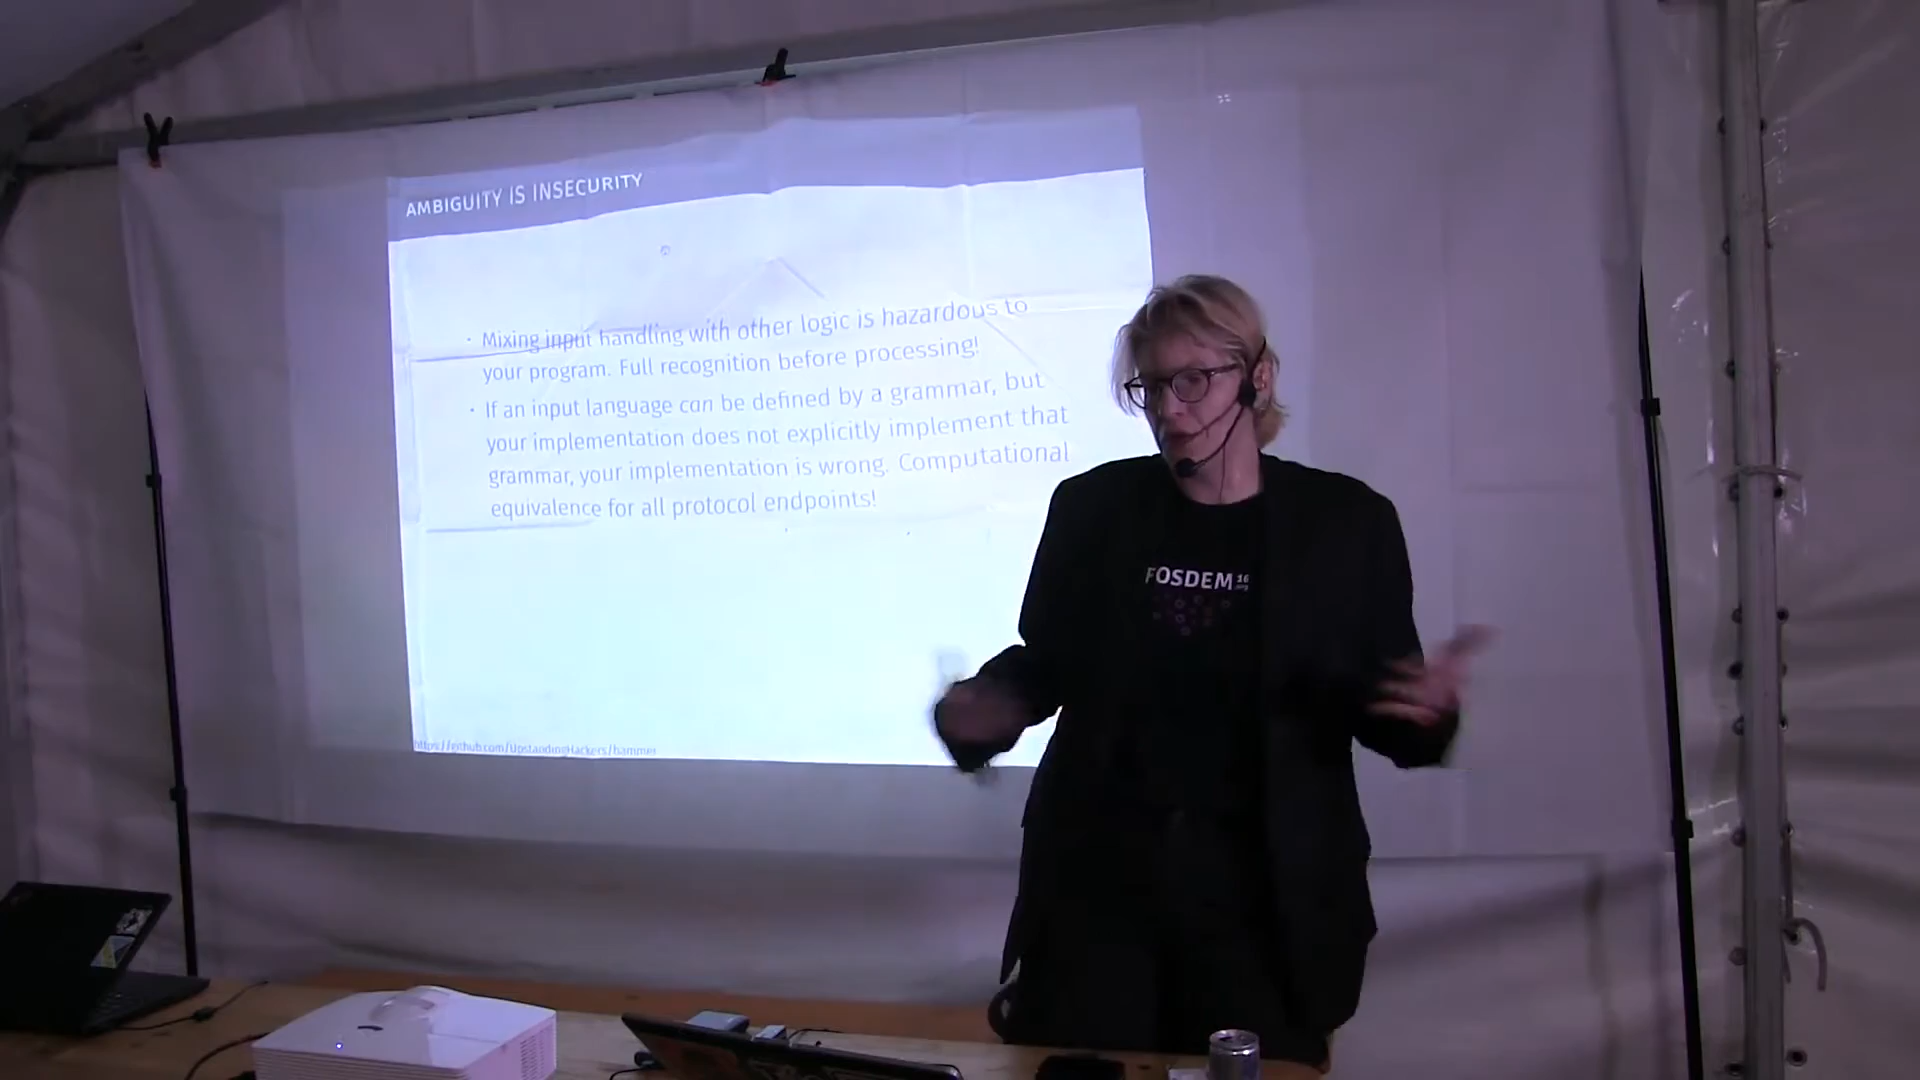 AMBIGUITY IS INSECURITY
· Mixing input handling with other logic is hazardous to
your program. Full recognition before processing!
· If an input language can be defined by a grammar, but
your implementation does not explicitly implement that
grammar, your implementation is wrong. Computational
equivalence for all protocol endpoints!
https://github.com/UpstandingHackers/hammer
FOSDEM 16
.org